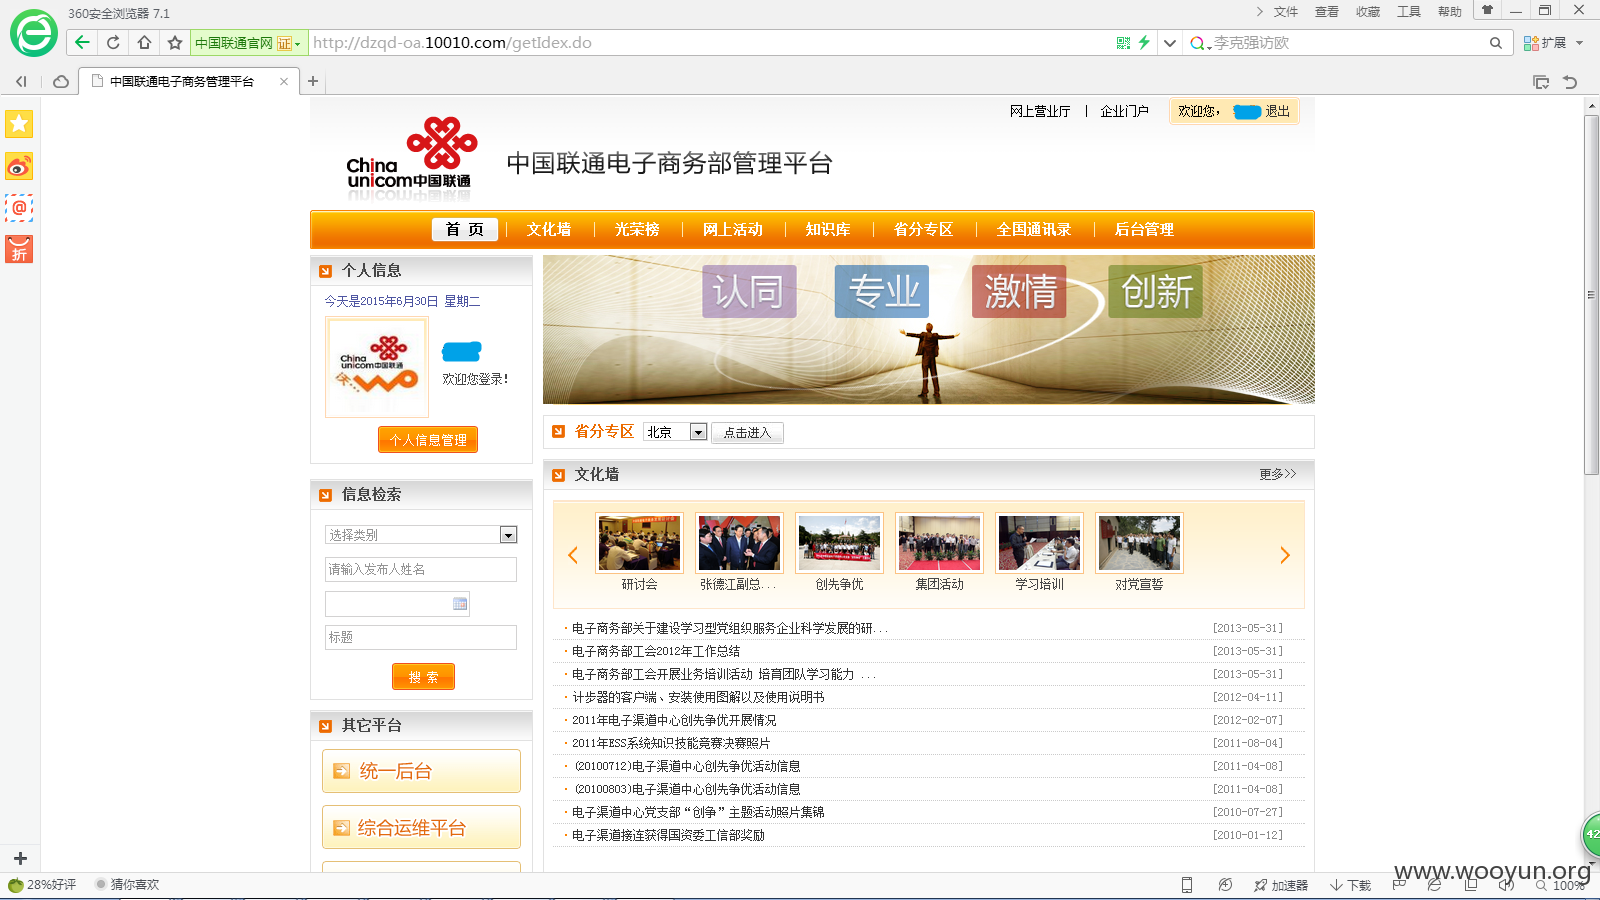 360安全浏览器 7.1
文件 查看 收藏 工具 帮助
中国联通官网 证 http://dzqd-oa.10010.com/getIdex.do 李克强访欧 扩展
中国联通电子商务管理平台
网上营业厅 | 企业门户 欢迎您, 退出
China unicom中国联通 中国联通电子商务部管理平台
首 页 文化墙 光荣榜 网上活动 知识库 省分专区 全国通讯录 后台管理
个人信息
今天是2015年6月30日 星期二
China unicom中国联通
WO
欢迎您登录!
个人信息管理
认同 专业 激情 创新
省分专区 北京 点击进入
信息检索
选择类别
请输入发布人姓名
标题
搜 索
其它平台
统一后台
综合运维平台
文化墙 更多>>
研讨会 张德江副总... 创先争优 集团活动 学习培训 对党宣誓
电子商务部关于建设学习型党组织服务企业科学发展的研... [2013-05-31]
电子商务部工会2012年工作总结 [2013-05-31]
电子商务部工会开展业务培训活动 培育团队学习能力 ... [2013-05-31]
计步器的客户端、安装使用图解以及使用说明书 [2012-04-11]
2011年电子渠道中心创先争优开展情况 [2012-02-07]
2011年ESS系统知识技能竞赛决赛照片 [2011-08-04]
(20100712)电子渠道中心创先争优活动信息 [2011-04-08]
(20100803)电子渠道中心创先争优活动信息 [2011-04-08]
电子渠道中心党支部“创争”主题活动照片集锦 [2010-07-27]
电子渠道接连获得国资委工信部奖励 [2010-01-12]
折
@
42
www.wooyun.org
28%好评 猜你喜欢 加速器 下载 100%